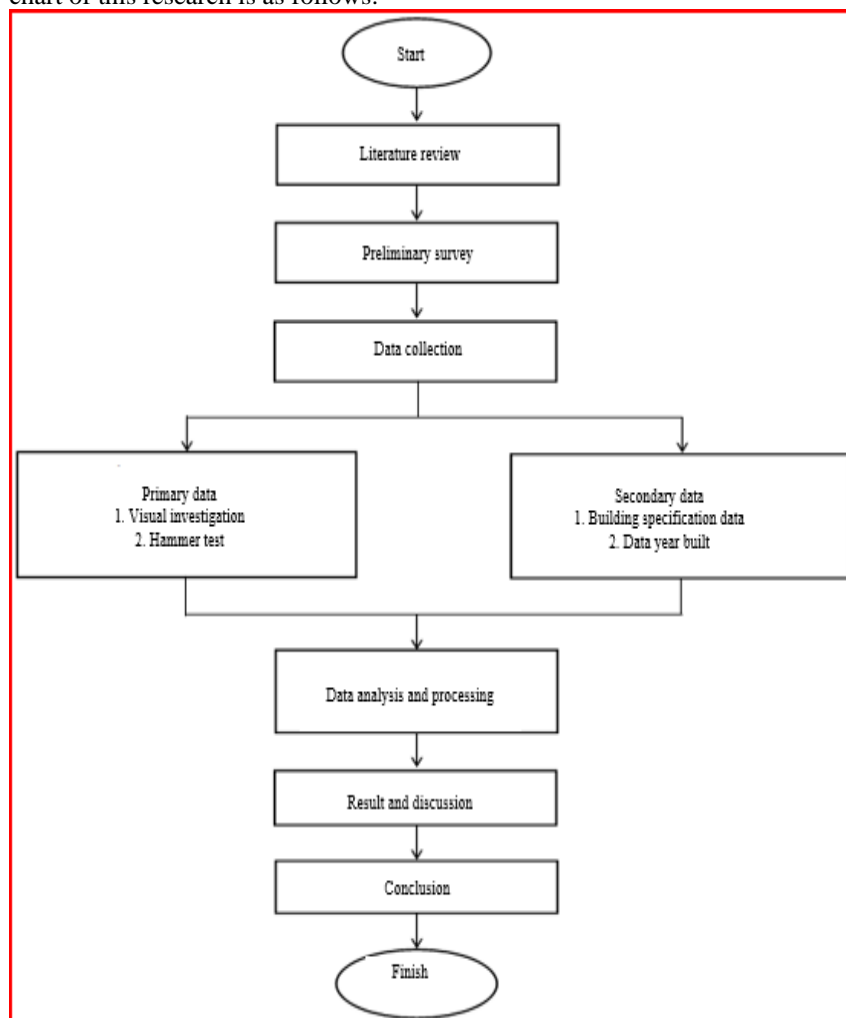 chart of this research is as follows:
Start
Literature review
Preliminary survey
Data collection
Primary data
1. Visual investigation
2. Hammer test
Secondary data
1. Building specification data
2. Data year built
Data analysis and processing
Result and discussion
Conclusion
Finish